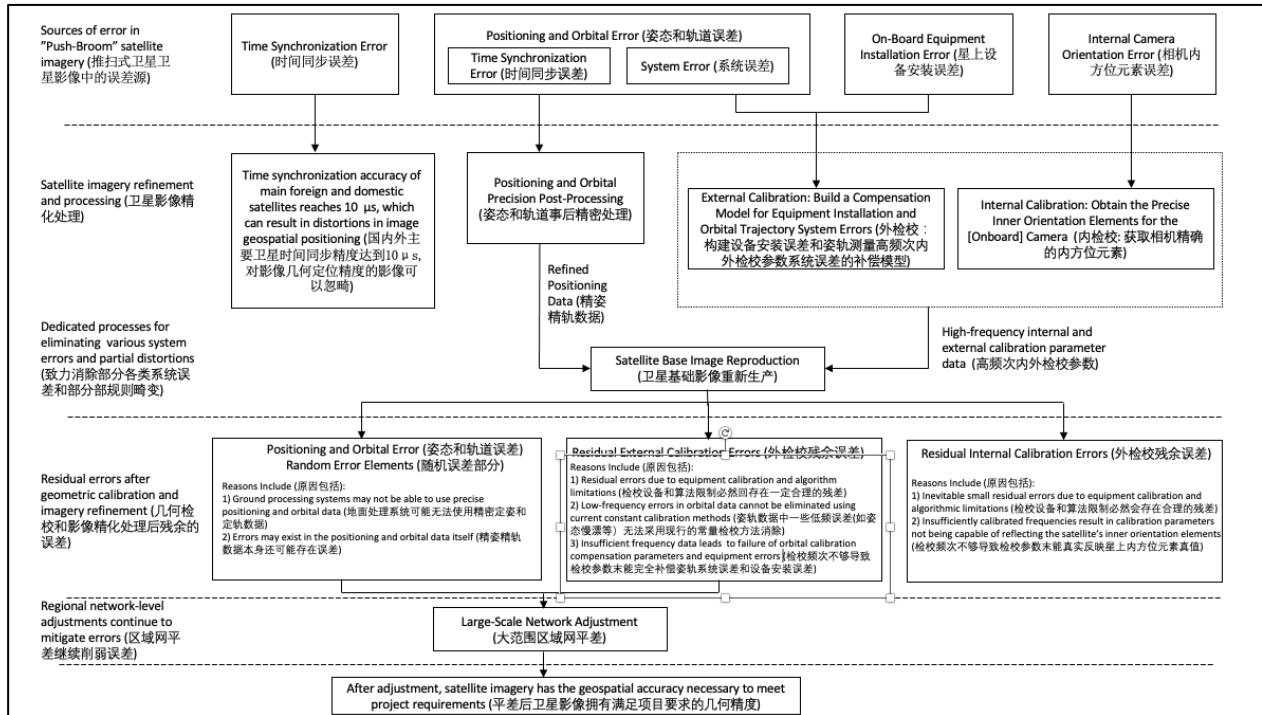 Sources of error in
"Push-Broom" satellite
imagery (推扫式卫星卫
星影像中的误差源)
Time Synchronization Error
(时间同步误差)
Positioning and Orbital Error (姿态和轨道误差)
Time Synchronization
Error (时间同步误差)
System Error (系统误差)
On-Board Equipment
Installation Error (星上设
备安装误差)
Internal Camera
Orientation Error (相机内
方位元素误差)
Satellite imagery refinement
and processing (卫星影像精
化处理)
Time synchronization accuracy of
main foreign and domestic
satellites reaches 10 μs, which
can result in distortions in image
geospatial positioning (国内外主
要卫星时间同步精度达到10μs,
对影像几何定位精度的影像可
以忽畸)
Positioning and Orbital
Precision Post-Processing
(姿态和轨道事后精密处理)
External Calibration: Build a Compensation
Model for Equipment Installation and
Orbital Trajectory System Errors (外检校：
构建设备安装误差和姿轨测量高频次内
外检校参数系统误差的补偿模型)
Internal Calibration: Obtain the Precise
Inner Orientation Elements for the
[Onboard] Camera (内检校: 获取相机精确
的内方位元素)
Refined
Positioning
Data (精姿
精轨数据)
Dedicated processes for
eliminating various system
errors and partial distortions
(致力消除部分各类系统误
差和部分部规则畸变)
Satellite Base Image Reproduction
(卫星基础影像重新生产)
High-frequency internal and
external calibration parameter
data (高频次内外检校参数)
Residual errors after
geometric calibration and
imagery refinement (几何检
校和影像精化处理后残余的
误差)
Positioning and Orbital Error (姿态和轨道误差)
Random Error Elements (随机误差部分)
Reasons Include (原因包括):
1) Ground processing systems may not be able to use precise
positioning and orbital data (地面处理系统可能无法使用精密定姿和
定轨数据)
2) Errors may exist in the positioning and orbital data itself (精姿精轨
数据本身还可能存在误差)
Residual External Calibration Errors (外检校残余误差)
Reasons Include (原因包括):
1) Residual errors due to equipment calibration and algorithm
limitations (检校设备和算法限制必然回存在一定合理的残差)
2) Low-frequency errors in orbital data cannot be eliminated using
current constant calibration methods (姿轨数据中一些低频误差(如姿
态慢漂等）无法采用现行的常量检校方法消除)
3) Insufficient frequency data leads to failure of orbital calibration
compensation parameters and equipment errors (检校频次不够导致
检校参数末能完全补偿姿轨系统误差和设备安装误差)
Residual Internal Calibration Errors (外检校残余误差)
Reasons Include (原因包括):
1) Inevitable small residual errors due to equipment calibration and
algorithmic limitations (检校设备和算法限制必然会存在合理的残差)
2) Insufficiently calibrated frequencies result in calibration parameters
not being capable of reflecting the satellite's inner orientation elements
(检校频次不够导致检校参数末能真实反映星上内方位元素真值)
Regional network-level
adjustments continue to
mitigate errors (区域网平
差继续削弱误差)
Large-Scale Network Adjustment
(大范围区域网平差)
After adjustment, satellite imagery has the geospatial accuracy necessary to meet
project requirements (平差后卫星影像拥有满足项目要求的几何精度)